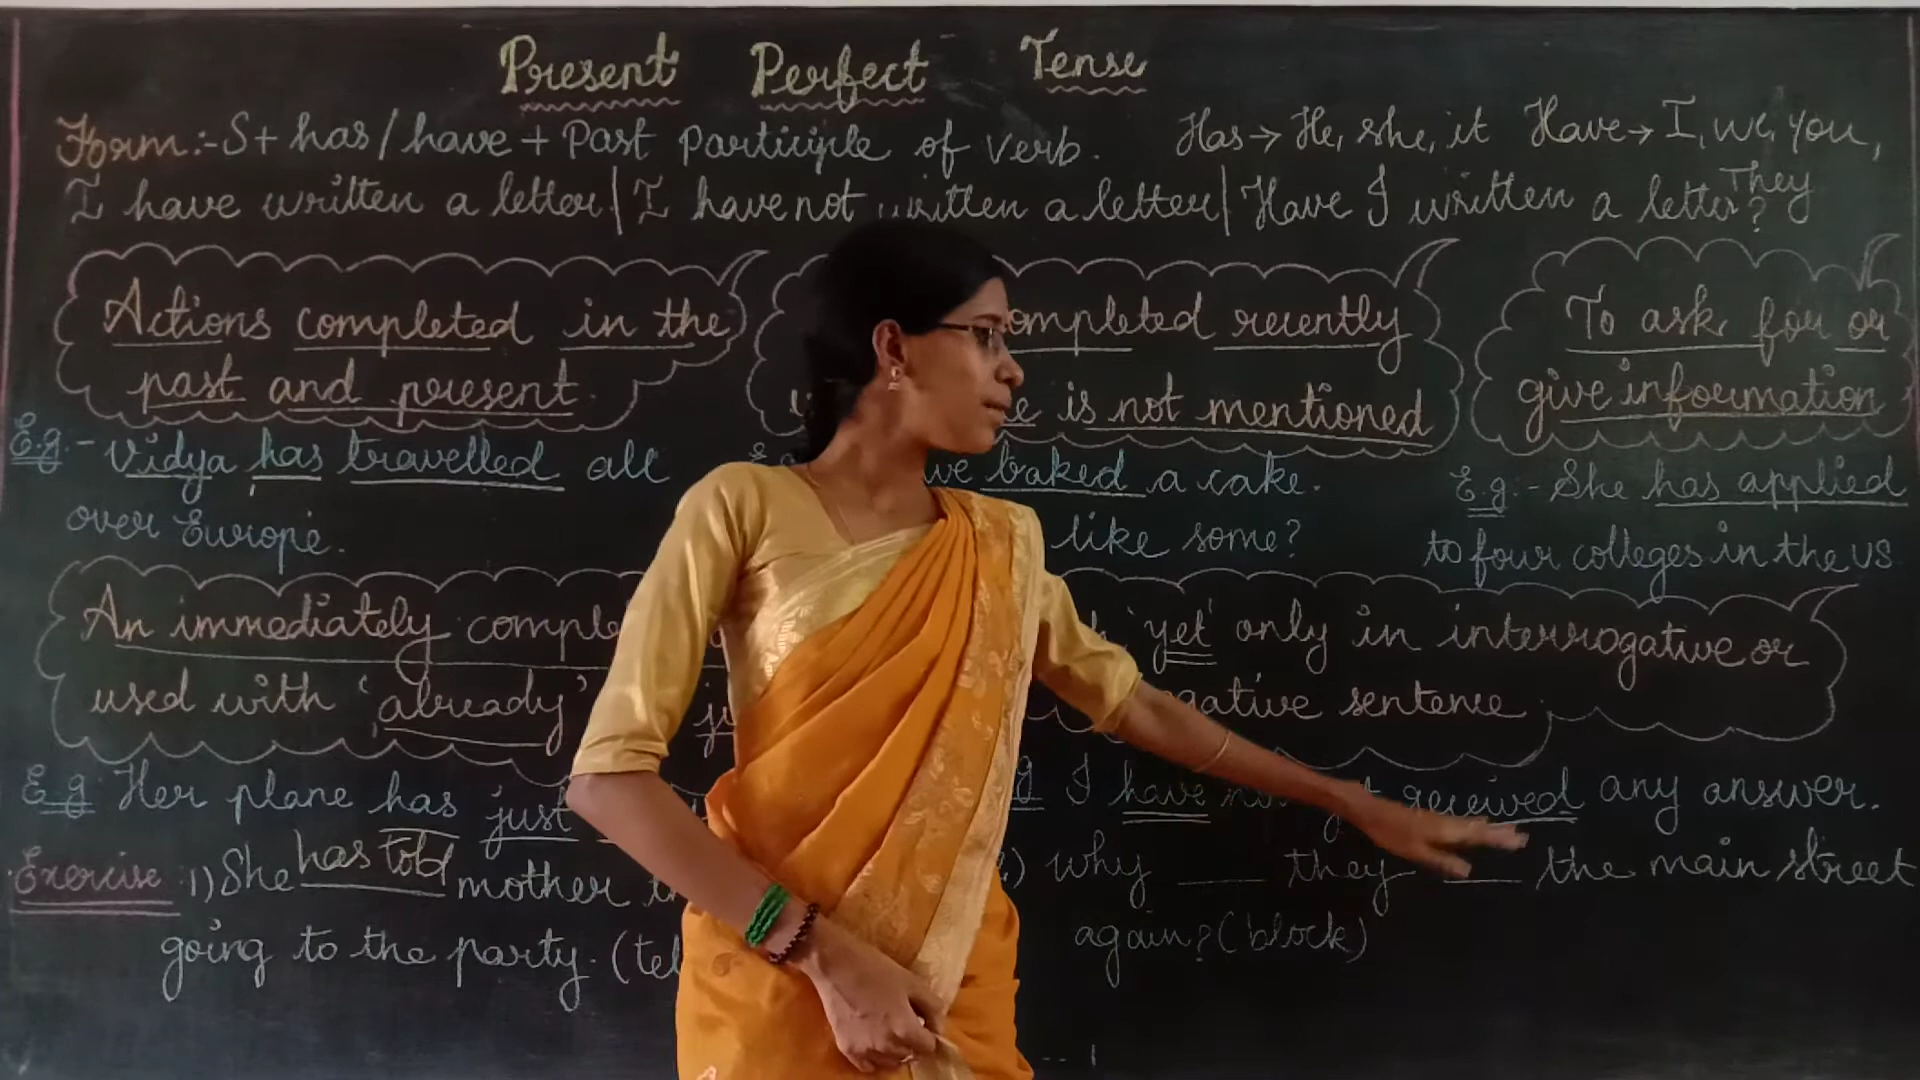 Present Perfect Tense
Form:- S+ has/have + Past participle of verb. Has→ He, she, it Have→ I, we, you, They
I have written a letter| I have not written a letter| Have I written a letter?
Actions completed in the
past and present.
E.g:- Vidya has travelled all
over Europe.
completed recently
is not mentioned
baked a cake.
like some?
To ask for or
give information
E.g:- She has applied
to four colleges in the US
An immediately
used with 'already'
E.g Her plane has just
'yet' only in interrogative or
sentence
I have received any answer.
Exercise 1) She has told mother
going to the party.
why ___ they ___ the main street
again? (block)